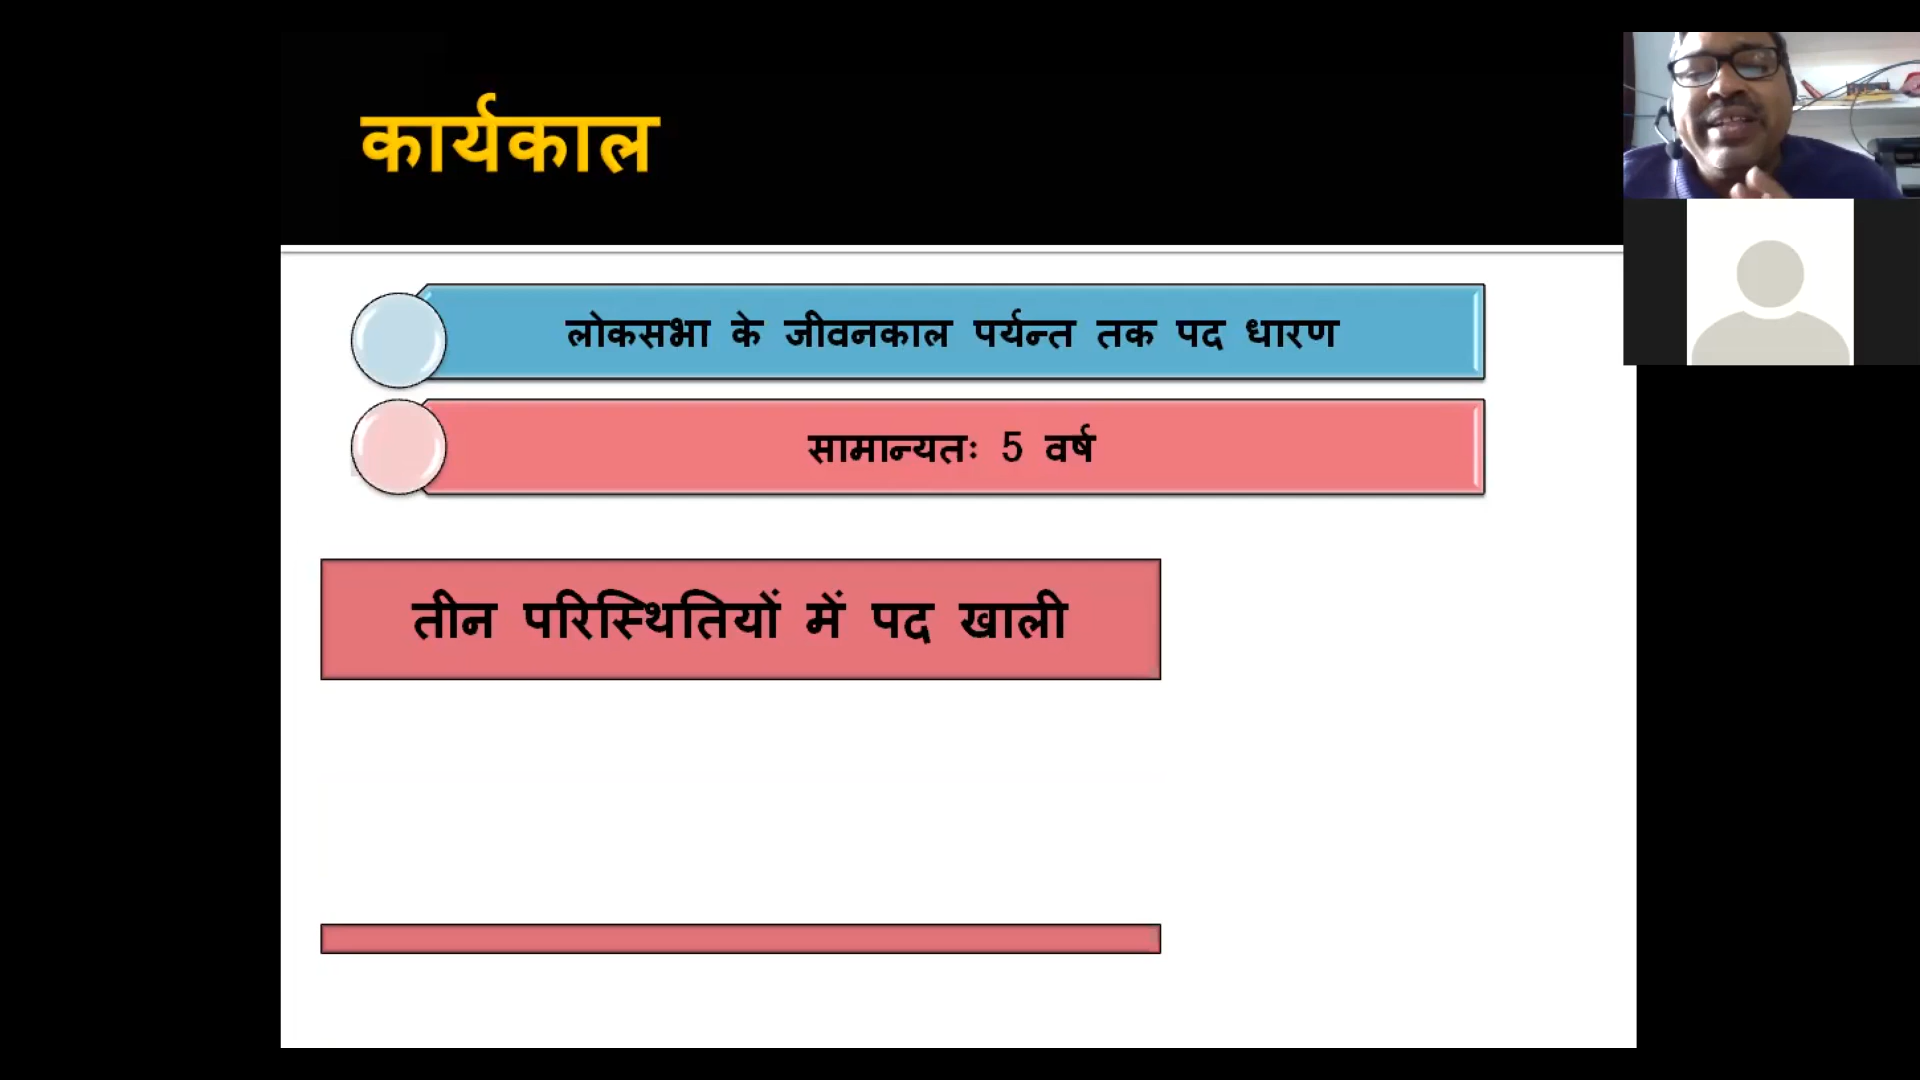 कार्यकाल
लोकसभा के जीवनकाल पर्यन्त तक पद धारण
सामान्यतः 5 वर्ष
तीन परिस्थितियों में पद खाली